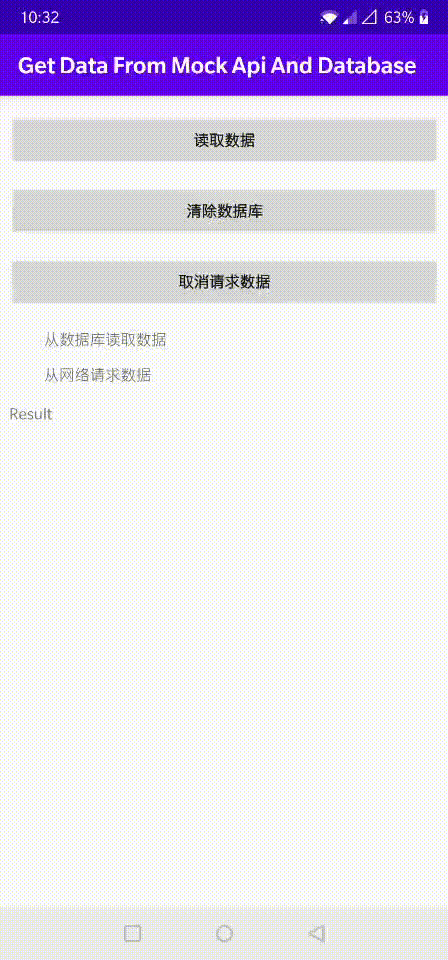 10:32 63%
Get Data From Mock Api And Database
读取数据
清除数据库
取消请求数据
从数据库读取数据
从网络请求数据
Result